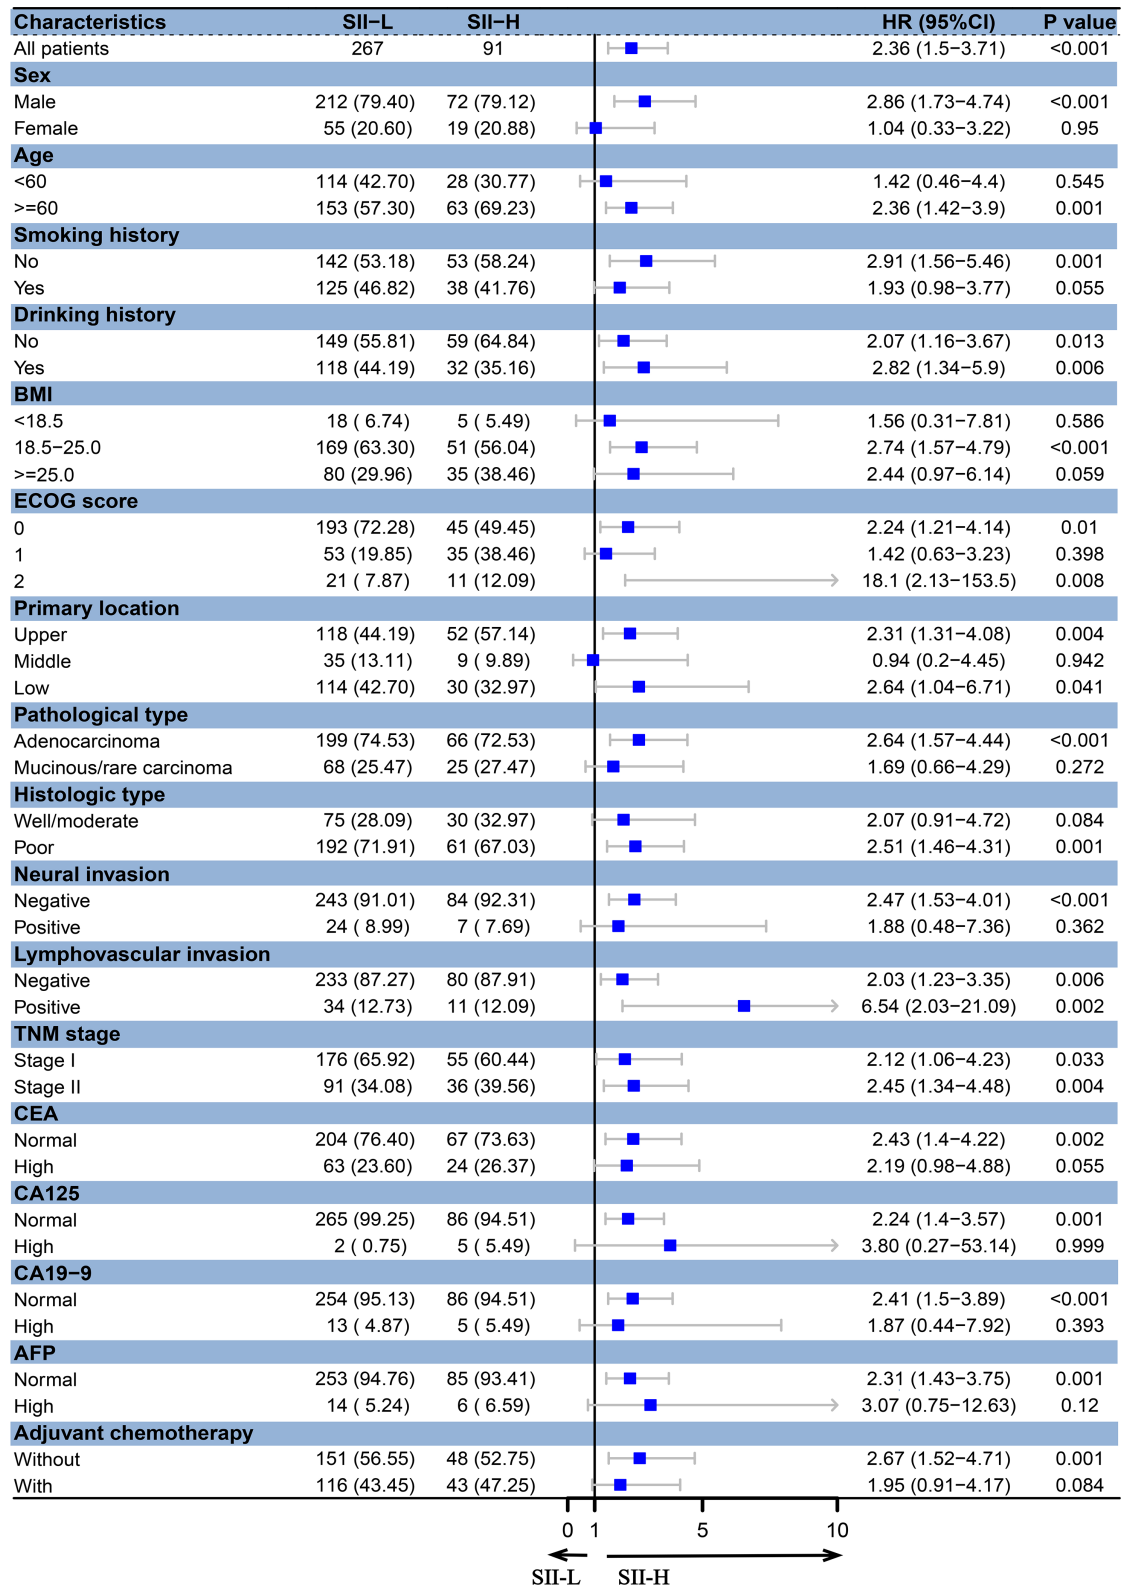 Characteristics SII−L SII−H HR (95%CI) P value
All patients 267 91 2.36 (1.5−3.71) <0.001
Sex
Male 212 (79.40) 72 (79.12) 2.86 (1.73−4.74) <0.001
Female 55 (20.60) 19 (20.88) 1.04 (0.33−3.22) 0.95
Age
<60 114 (42.70) 28 (30.77) 1.42 (0.46−4.4) 0.545
>=60 153 (57.30) 63 (69.23) 2.36 (1.42−3.9) 0.001
Smoking history
No 142 (53.18) 53 (58.24) 2.91 (1.56−5.46) 0.001
Yes 125 (46.82) 38 (41.76) 1.93 (0.98−3.77) 0.055
Drinking history
No 149 (55.81) 59 (64.84) 2.07 (1.16−3.67) 0.013
Yes 118 (44.19) 32 (35.16) 2.82 (1.34−5.9) 0.006
BMI
<18.5 18 ( 6.74) 5 ( 5.49) 1.56 (0.31−7.81) 0.586
18.5−25.0 169 (63.30) 51 (56.04) 2.74 (1.57−4.79) <0.001
>=25.0 80 (29.96) 35 (38.46) 2.44 (0.97−6.14) 0.059
ECOG score
0 193 (72.28) 45 (49.45) 2.24 (1.21−4.14) 0.01
1 53 (19.85) 35 (38.46) 1.42 (0.63−3.23) 0.398
2 21 ( 7.87) 11 (12.09) 18.1 (2.13−153.5) 0.008
Primary location
Upper 118 (44.19) 52 (57.14) 2.31 (1.31−4.08) 0.004
Middle 35 (13.11) 9 ( 9.89) 0.94 (0.2−4.45) 0.942
Low 114 (42.70) 30 (32.97) 2.64 (1.04−6.71) 0.041
Pathological type
Adenocarcinoma 199 (74.53) 66 (72.53) 2.64 (1.57−4.44) <0.001
Mucinous/rare carcinoma 68 (25.47) 25 (27.47) 1.69 (0.66−4.29) 0.272
Histologic type
Well/moderate 75 (28.09) 30 (32.97) 2.07 (0.91−4.72) 0.084
Poor 192 (71.91) 61 (67.03) 2.51 (1.46−4.31) 0.001
Neural invasion
Negative 243 (91.01) 84 (92.31) 2.47 (1.53−4.01) <0.001
Positive 24 ( 8.99) 7 ( 7.69) 1.88 (0.48−7.36) 0.362
Lymphovascular invasion
Negative 233 (87.27) 80 (87.91) 2.03 (1.23−3.35) 0.006
Positive 34 (12.73) 11 (12.09) 6.54 (2.03−21.09) 0.002
TNM stage
Stage I 176 (65.92) 55 (60.44) 2.12 (1.06−4.23) 0.033
Stage II 91 (34.08) 36 (39.56) 2.45 (1.34−4.48) 0.004
CEA
Normal 204 (76.40) 67 (73.63) 2.43 (1.4−4.22) 0.002
High 63 (23.60) 24 (26.37) 2.19 (0.98−4.88) 0.055
CA125
Normal 265 (99.25) 86 (94.51) 2.24 (1.4−3.57) 0.001
High 2 ( 0.75) 5 ( 5.49) 3.80 (0.27−53.14) 0.999
CA19−9
Normal 254 (95.13) 86 (94.51) 2.41 (1.5−3.89) <0.001
High 13 ( 4.87) 5 ( 5.49) 1.87 (0.44−7.92) 0.393
AFP
Normal 253 (94.76) 85 (93.41) 2.31 (1.43−3.75) 0.001
High 14 ( 5.24) 6 ( 6.59) 3.07 (0.75−12.63) 0.12
Adjuvant chemotherapy
Without 151 (56.55) 48 (52.75) 2.67 (1.52−4.71) 0.001
With 116 (43.45) 43 (47.25) 1.95 (0.91−4.17) 0.084
0 1 5 10
SII-L SII-H